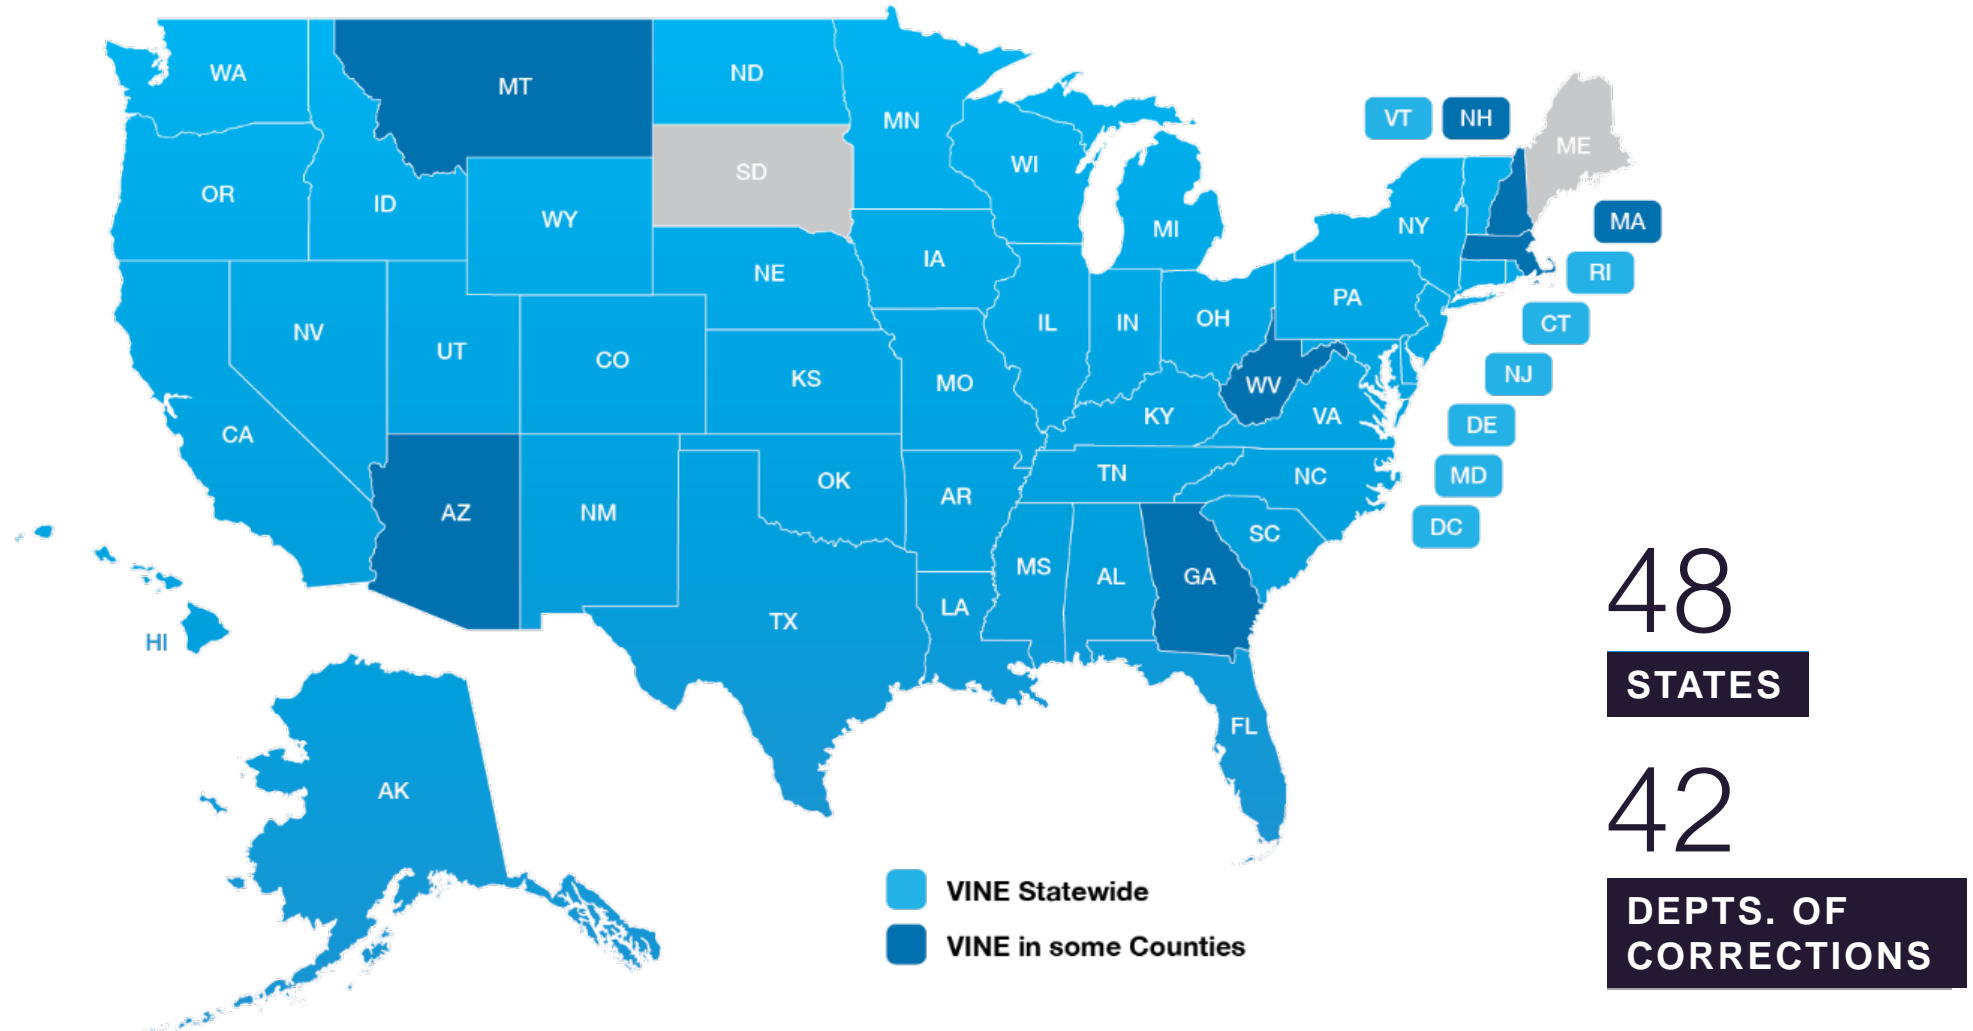 WA
MT
ND
MN
VT
NH
ME
OR
ID
WY
SD
WI
MI
NY
MA
RI
NE
IA
PA
CT
NV
UT
CO
KS
MO
IL
IN
OH
NJ
WV
KY
VA
DE
CA
AZ
NM
OK
AR
TN
NC
MD
DC
SC
MS
AL
GA
HI
TX
LA
FL
AK
48
STATES
42
DEPTS. OF
CORRECTIONS
VINE Statewide
VINE in some Counties